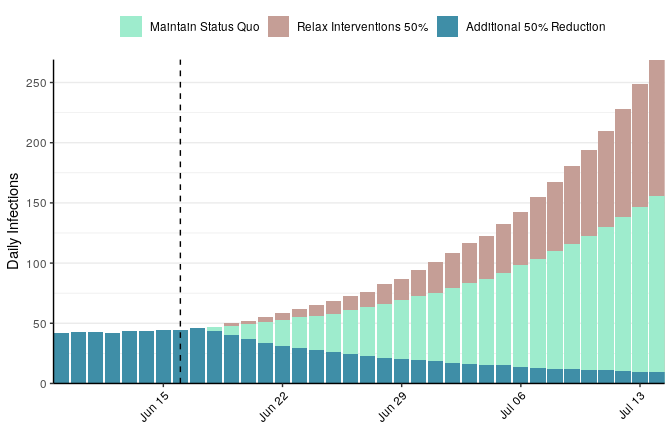 Maintain Status Quo Relax Interventions 50% Additional 50% Reduction
Daily Infections
250
200
150
100
50
0
Jun 15 Jun 22 Jun 29 Jul 06 Jul 13